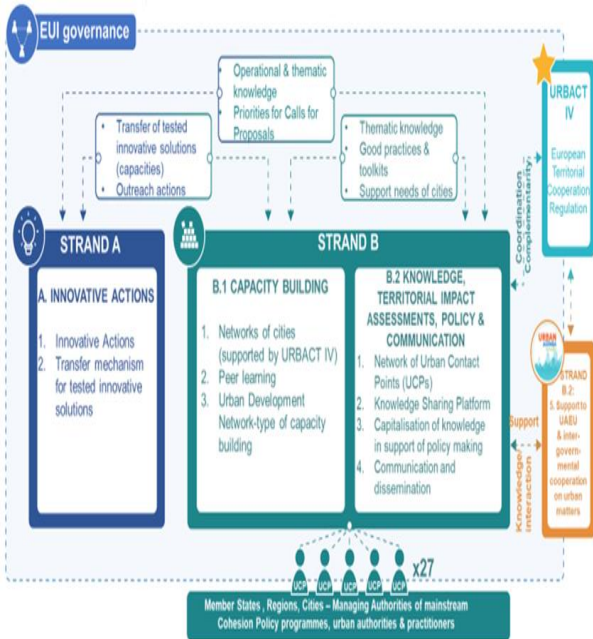 EUI governance
Operational & thematic
knowledge
Priorities for Calls for
Proposals
Transfer of tested
innovative solutions
(capacities)
Outreach actions
Thematic knowledge
Good practices &
toolkits
Support needs of cities
URBACT
IV
European
Territorial
Cooperation
Regulation
Coordination
Complementarity
STRAND A
A. INNOVATIVE ACTIONS
1. Innovative Actions
2. Transfer mechanism
for tested innovative
solutions
STRAND B
B.1 CAPACITY BUILDING
1. Networks of cities
(supported by URBACT IV)
2. Peer learning
3. Urban Development
Network-type of capacity
building
B.2 KNOWLEDGE,
TERRITORIAL IMPACT
ASSESSMENTS, POLICY &
COMMUNICATION
1. Network of Urban Contact
Points (UCPs)
2. Knowledge Sharing Platform
3. Capitalisation of knowledge
in support of policy making
4. Communication and
dissemination
URBAN
STRAND
B.2:
5. Support to
UAEU
& inter-
govern-
mental
cooperation
on urban
matters
Support
Knowledge/
interaction
x27
UCP UCP UCP UCP UCP
Member States , Regions, Cities – Managing Authorities of mainstream
Cohesion Policy programmes, urban authorities & practitioners